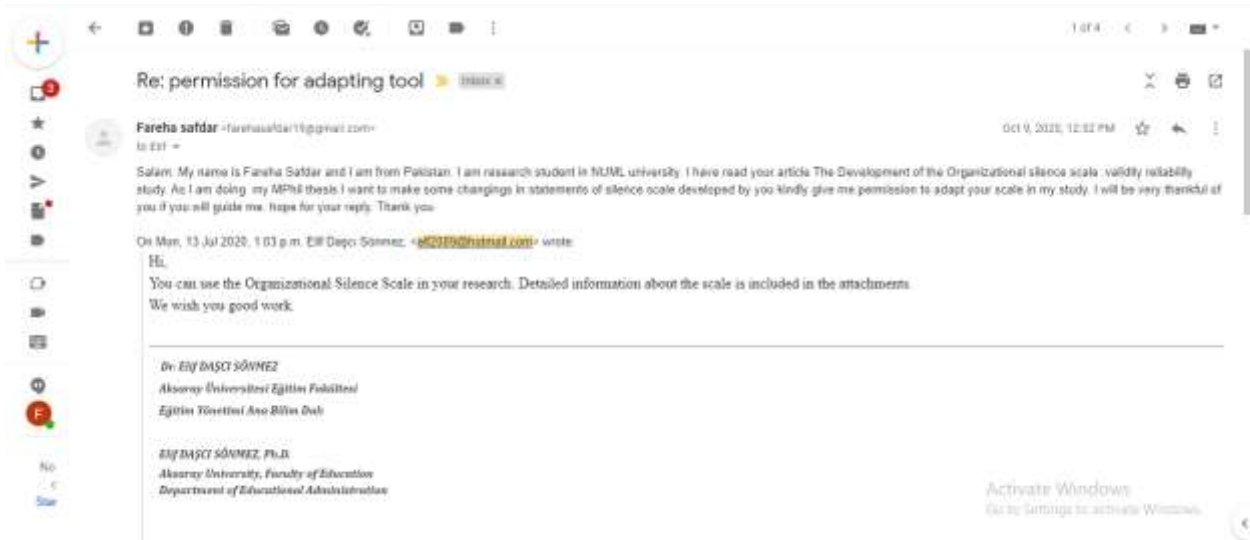 1 of 4
3
Re: permission for adapting tool
Inbox x
Fareha safdar
Oct 9, 2020, 12:52 PM
to Elif
Salam. My name is Fareha Safdar and I am from Pakistan. I am research student in NUML university. I have read your article The Development of the Organizational silence scale: validity reliability
study. As I am doing my MPhil thesis I want to make some changings in statements of silence scale developed by you kindly give me permission to adapt your scale in my study. I will be very thankful of
you if you will guide me. hope for your reply. Thank you
On Mon, 13 Jul 2020, 1:03 p.m. Elif Daşçı Sönmez, wrote:
Hi,
You can use the Organizational Silence Scale in your research. Detailed information about the scale is included in the attachments.
We wish you good work.
Dr. Elif DAŞCI SÖNMEZ
Aksaray Üniversitesi Eğitim Fakültesi
Eğitim Yönetimi Ana Bilim Dalı
Elif DAŞCI SÖNMEZ, Ph.D.
Aksaray University, Faculty of Education
Department of Educational Administration
F
No
c
Star
Activate Windows
Go to Settings to activate Windows.